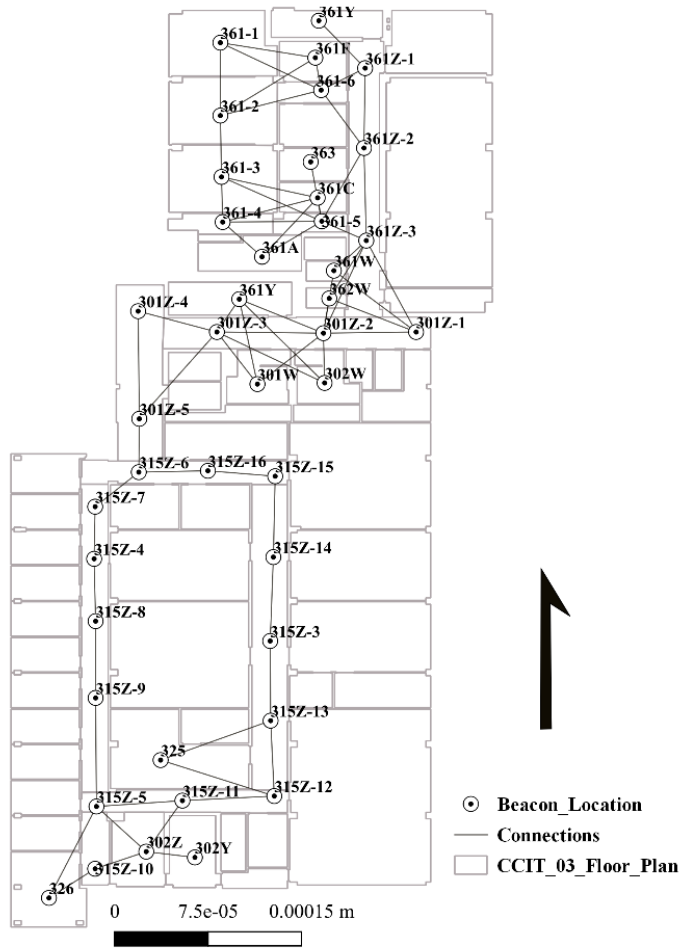 361Y
361-1
361F
361Z-1
361-6
361-2
361Z-2
363
361-3
361C
361-4
361-5
361Z-3
361A
361W
361Y
362W
301Z-4
301Z-3
301Z-2
301Z-1
301W
302W
301Z-5
315Z-6
315Z-16
315Z-15
315Z-7
315Z-4
315Z-14
315Z-8
315Z-3
315Z-9
315Z-13
325
315Z-5
315Z-11
315Z-12
302Z
302Y
315Z-10
326
Beacon_Location
Connections
CCIT_03_Floor_Plan
0 7.5e-05 0.00015 m